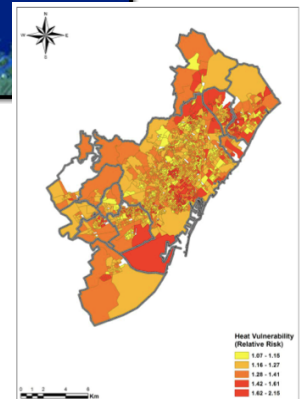 N
W
E
S
Heat Vulnerability
(Relative Risk)
1.07 - 1.15
1.16 - 1.27
1.28 - 1.41
1.42 - 1.61
1.62 - 2.15
0 1 2 4 6
Km